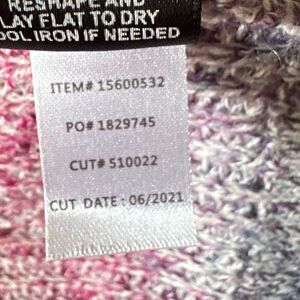 RESHAPE AND
LAY FLAT TO DRY
OOL IRON IF NEEDED
ITEM# 15600532
PO# 1829745
CUT# 510022
CUT DATE : 06/2021